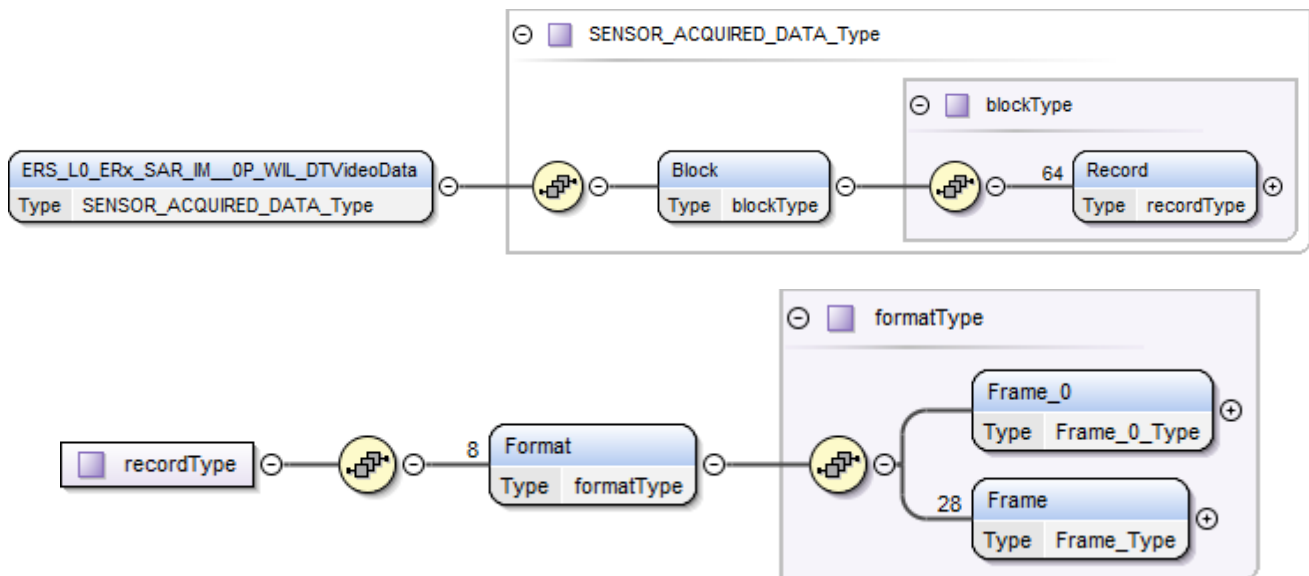 SENSOR_ACQUIRED_DATA_Type
blockType
ERS_L0_ERx_SAR_IM__0P_WIL_DTVideoData
Type SENSOR_ACQUIRED_DATA_Type
Block
Type blockType
64
Record
Type recordType
formatType
recordType
8
Format
Type formatType
Frame_0
Type Frame_0_Type
28
Frame
Type Frame_Type